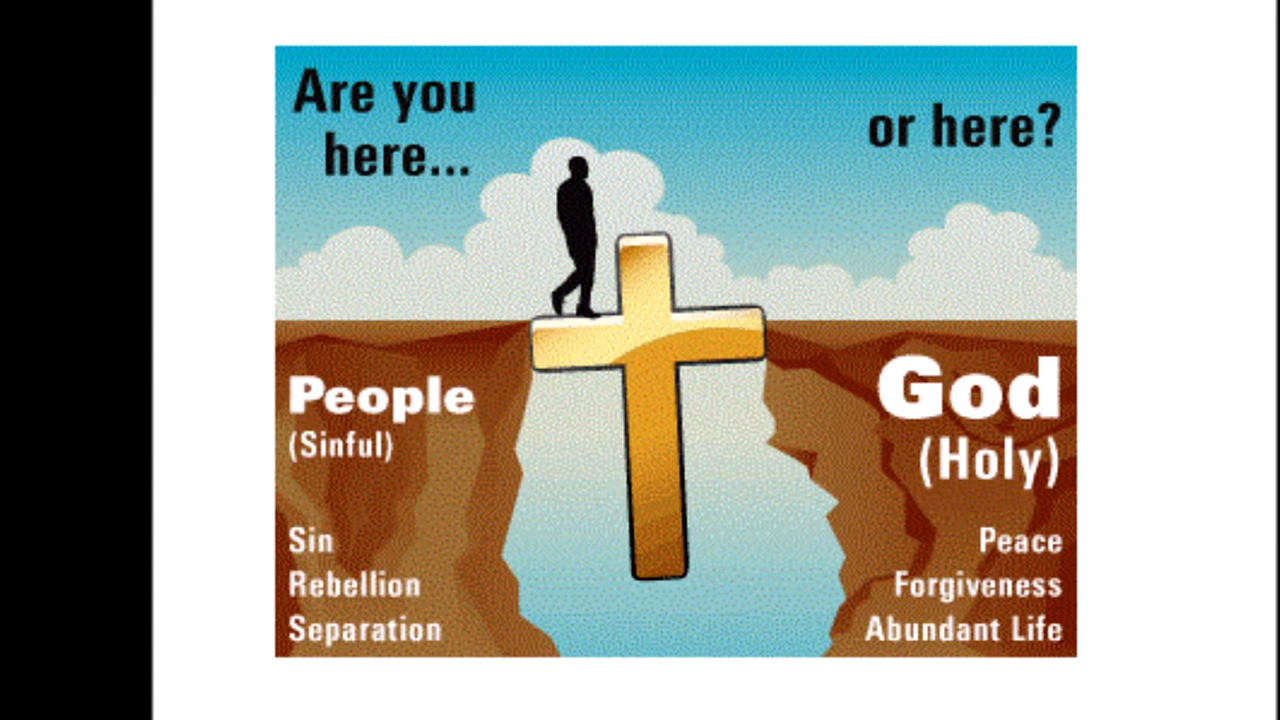 Are you
here...
or here?
People
(Sinful)
Sin
Rebellion
Separation
God
(Holy)
Peace
Forgiveness
Abundant Life